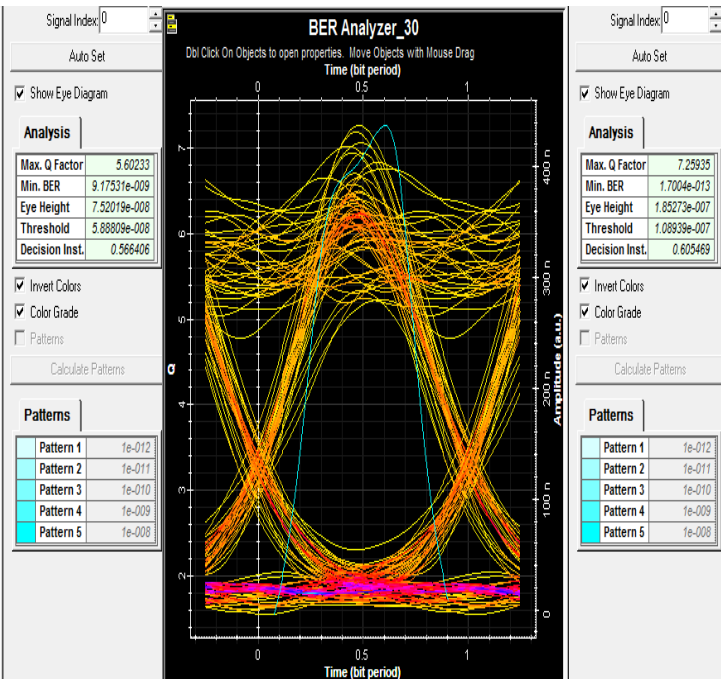 Signal Index: 0
Auto Set
Show Eye Diagram
Analysis
Max. Q Factor 5.60233
Min. BER 9.17531e-009
Eye Height 7.52019e-008
Threshold 5.88809e-008
Decision Inst. 0.566406
Invert Colors
Color Grade
Patterns
Calculate Patterns
Patterns
Pattern 1 1e-012
Pattern 2 1e-011
Pattern 3 1e-010
Pattern 4 1e-009
Pattern 5 1e-008
BER Analyzer_30
Dbl Click On Objects to open properties. Move Objects with Mouse Drag
Time (bit period)
0 0.5 1
7
6
5
4
3
2
Q
400 n
300 n
200 n
100 n
0
Amplitude (a.u.)
0 0.5 1
Time (bit period)
Signal Index: 0
Auto Set
Show Eye Diagram
Analysis
Max. Q Factor 7.25935
Min. BER 1.7004e-013
Eye Height 1.85273e-007
Threshold 1.08939e-007
Decision Inst. 0.605469
Invert Colors
Color Grade
Patterns
Calculate Patterns
Patterns
Pattern 1 1e-012
Pattern 2 1e-011
Pattern 3 1e-010
Pattern 4 1e-009
Pattern 5 1e-008